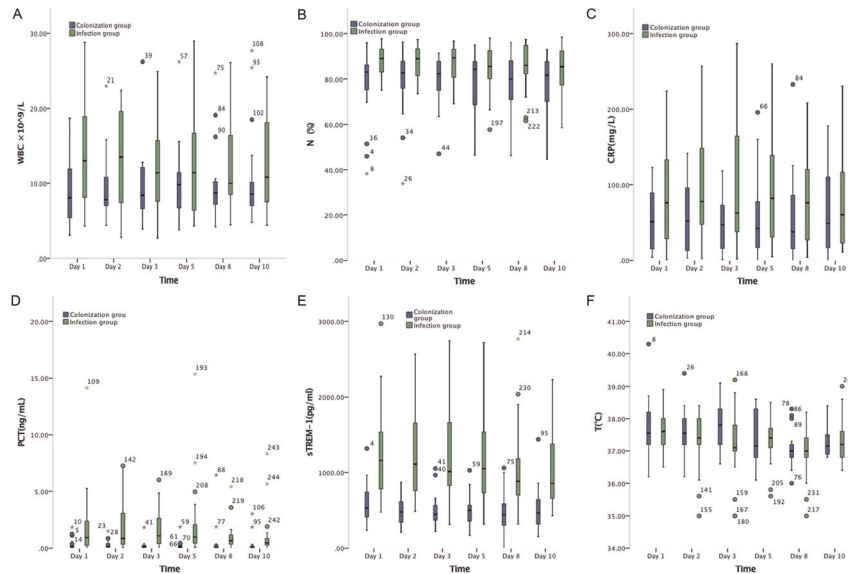 A
Colonization group
Infection group
30.00
20.00
10.00
.00
WBC ×10^9/L
39
57
108
93
75
21
84
90
102
Day 1 Day 2 Day 3 Day 5 Day 8 Day 10
Time
B
Colonization group
Infection group
100.00
80.00
60.00
40.00
20.00
.00
N (%)
16
4
8
34
26
44
197
213
222
Day 1 Day 2 Day 3 Day 5 Day 8 Day 10
Time
C
Colonization group
Infection group
300.00
200.00
100.00
.00
CRP(mg/L)
66
84
Day 1 Day 2 Day 3 Day 5 Day 8 Day 10
Time
D
Colonization grou
Infection group
20.00
15.00
10.00
5.00
.00
PCT(ng/mL)
109
193
142
194
243
88
169
218
244
208
219
10
5
14
23
28
41
59
61
66
70
77
106
95
242
Day 1 Day 2 Day 3 Day 5 Day 8 Day 10
Time
E
Colonization
group
Infection group
3000.00
2000.00
1000.00
.00
sTREM-1(pg/ml)
130
214
230
4
41
40
59
75
95
Day 1 Day 2 Day 3 Day 5 Day 8 Day 10
Time
F
Colonization group
Infection group
41.00
40.00
39.00
38.00
37.00
36.00
35.00
34.00
T(℃)
8
26
168
24
78
86
89
76
141
155
159
167
180
205
192
231
217
Day 1 Day 2 Day 3 Day 5 Day 8 Day 10
Time